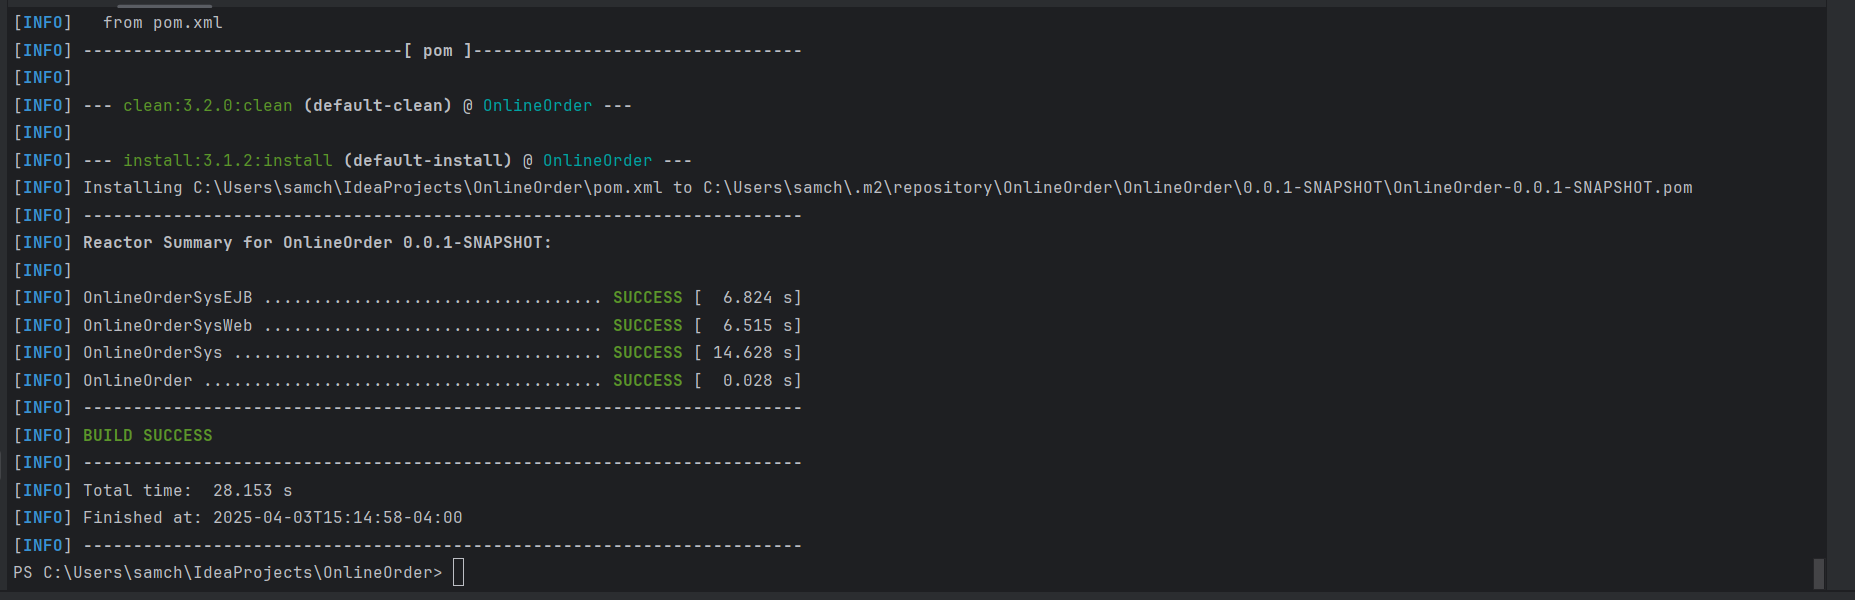 [INFO]   from pom.xml
[INFO] --------------------------------[ pom ]---------------------------------
[INFO]
[INFO] --- clean:3.2.0:clean (default-clean) @ OnlineOrder ---
[INFO]
[INFO] --- install:3.1.2:install (default-install) @ OnlineOrder ---
[INFO] Installing C:\Users\samch\IdeaProjects\OnlineOrder\pom.xml to C:\Users\samch\.m2\repository\OnlineOrder\OnlineOrder\0.0.1-SNAPSHOT\OnlineOrder-0.0.1-SNAPSHOT.pom
[INFO] ------------------------------------------------------------------------
[INFO] Reactor Summary for OnlineOrder 0.0.1-SNAPSHOT:
[INFO]
[INFO] OnlineOrderSysEJB .................................. SUCCESS [  6.824 s]
[INFO] OnlineOrderSysWeb .................................. SUCCESS [  6.515 s]
[INFO] OnlineOrderSys ..................................... SUCCESS [ 14.628 s]
[INFO] OnlineOrder ........................................ SUCCESS [  0.028 s]
[INFO] ------------------------------------------------------------------------
[INFO] BUILD SUCCESS
[INFO] ------------------------------------------------------------------------
[INFO] Total time:  28.153 s
[INFO] Finished at: 2025-04-03T15:14:58-04:00
[INFO] ------------------------------------------------------------------------
PS C:\Users\samch\IdeaProjects\OnlineOrder>